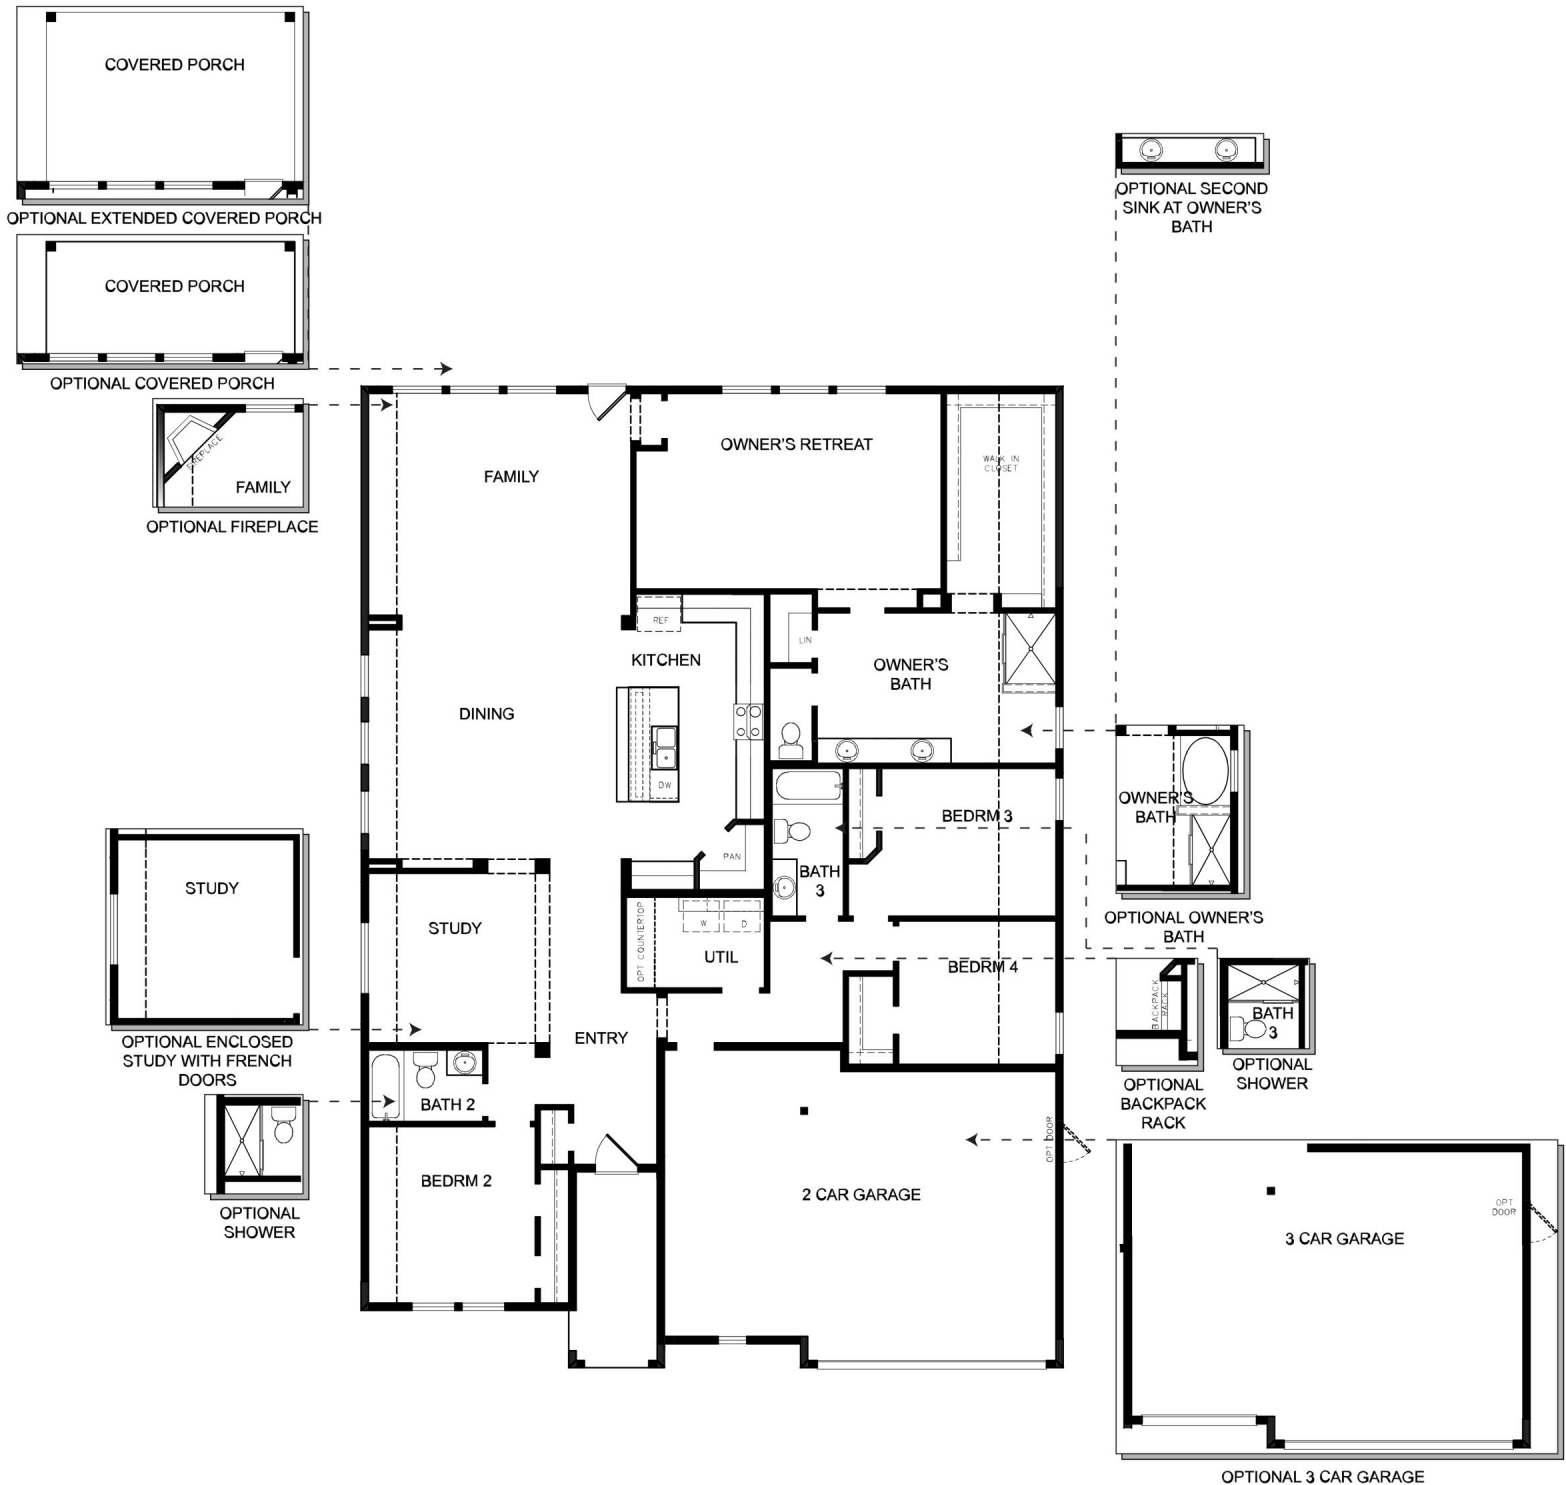 COVERED PORCH
OPTIONAL EXTENDED COVERED PORCH
COVERED PORCH
OPTIONAL COVERED PORCH
FIREPLACE
FAMILY
OPTIONAL FIREPLACE
OPTIONAL SECOND
SINK AT OWNER'S
BATH
FAMILY
OWNER'S RETREAT
WALK IN
CLOSET
REF
KITCHEN
LIN
OWNER'S
BATH
DINING
DW
PAN
BEDRM 3
BATH
3
OWNER'S
BATH
OPTIONAL OWNER'S
BATH
STUDY
OPTIONAL ENCLOSED
STUDY WITH FRENCH
DOORS
STUDY
OPT COUNTERTOP
W
D
UTIL
BEDRM 4
ENTRY
BACKPACK
RACK
OPTIONAL
BACKPACK
RACK
BATH
3
OPTIONAL
SHOWER
BATH 2
OPTIONAL
SHOWER
BEDRM 2
2 CAR GARAGE
OPT DOOR
OPT
DOOR
3 CAR GARAGE
OPTIONAL 3 CAR GARAGE